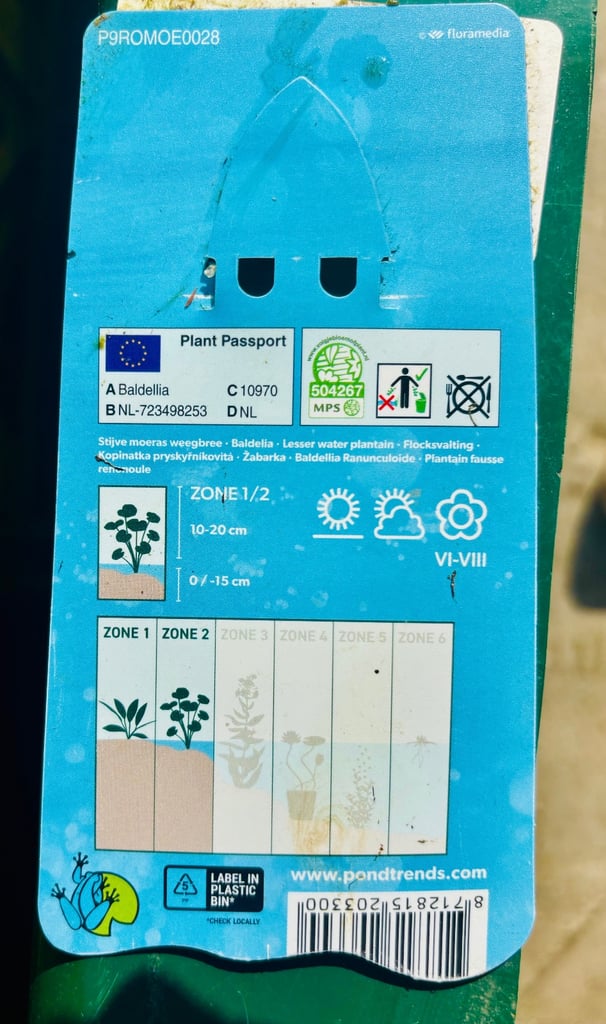 P9ROMOE0028
© floramedia
Plant Passport
A Baldellia C 10970
B NL-723498253 D NL
504267
MPS
Stijve moeras weegbree · Baldelia · Lesser water plantain · Flocksvalting ·
Kopinatka pryskyřníkovitá · Žabarka · Baldellia Ranunculoide · Plantain fausse
renoncule
ZONE 1/2
10-20 cm
0 / -15 cm
VI-VIII
ZONE 1 ZONE 2 ZONE 3 ZONE 4 ZONE 5 ZONE 6
5
PP
LABEL IN
PLASTIC
BIN*
*CHECK LOCALLY
www.pondtrends.com
8 712815 203300